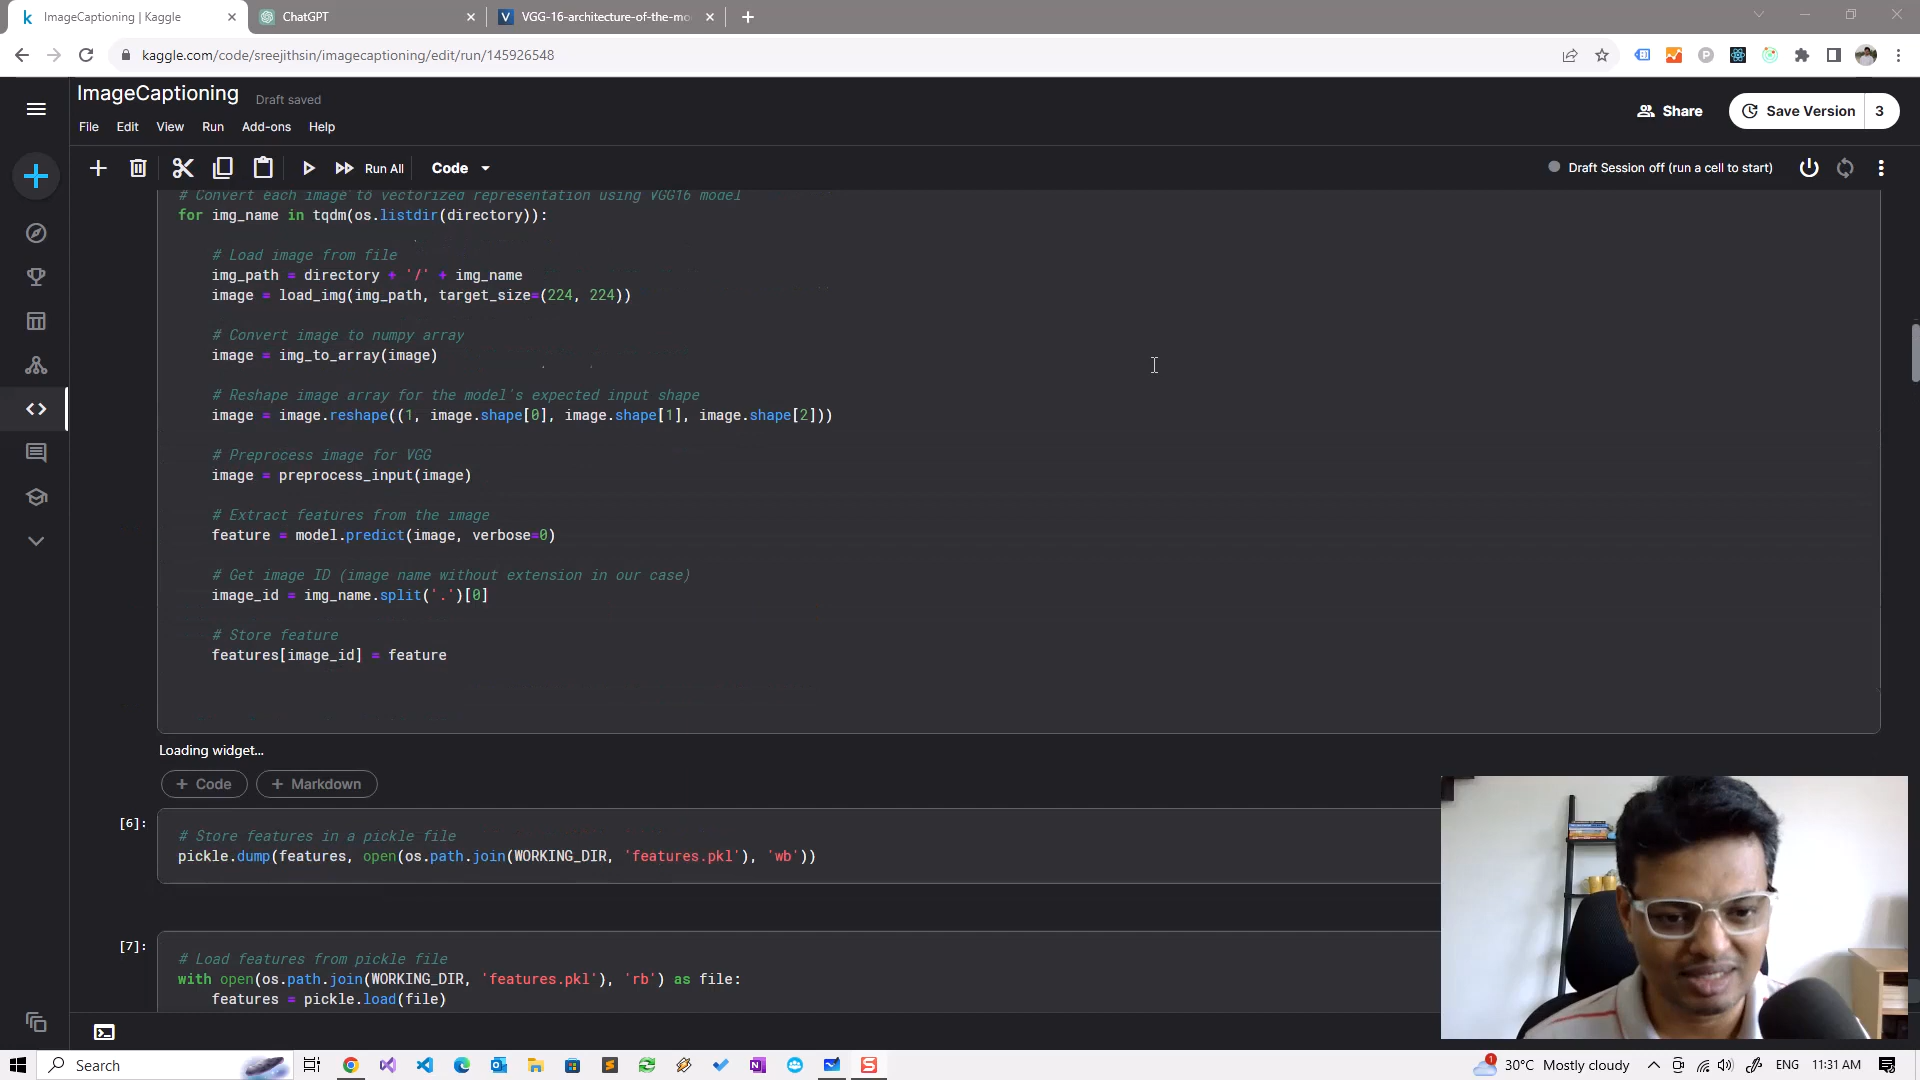 ImageCaptioning | Kaggle
ChatGPT
VGG-16-architecture-of-the-mo
kaggle.com/code/sreejithsin/imagecaptioning/edit/run/145926548
ImageCaptioning
Draft saved
File Edit View Run Add-ons Help
Share
Save Version 3
Run All
Code
Draft Session off (run a cell to start)
# Convert each image to vectorized representation using VGG16 model
for img_name in tqdm(os.listdir(directory)):
# Load image from file
img_path = directory + '/' + img_name
image = load_img(img_path, target_size=(224, 224))
# Convert image to numpy array
image = img_to_array(image)
# Reshape image array for the model's expected input shape
image = image.reshape((1, image.shape[0], image.shape[1], image.shape[2]))
# Preprocess image for VGG
image = preprocess_input(image)
# Extract features from the image
feature = model.predict(image, verbose=0)
# Get image ID (image name without extension in our case)
image_id = img_name.split('.')[0]
# Store feature
features[image_id] = feature
Loading widget...
+ Code
+ Markdown
[6]:
# Store features in a pickle file
pickle.dump(features, open(os.path.join(WORKING_DIR, 'features.pkl'), 'wb'))
[7]:
# Load features from pickle file
with open(os.path.join(WORKING_DIR, 'features.pkl'), 'rb') as file:
features = pickle.load(file)
Search
1
30°C Mostly cloudy
ENG
11:31 AM